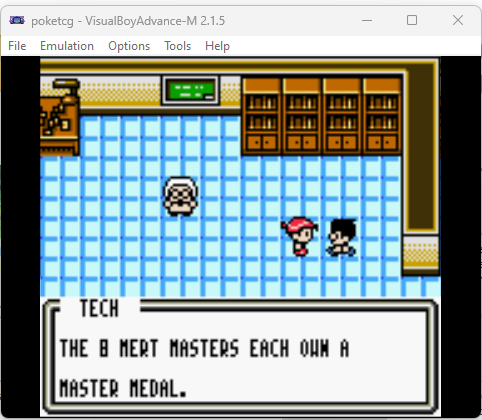 poketcg - VisualBoyAdvance-M 2.1.5
File Emulation Options Tools Help
TECH
THE 8 MERT MASTERS EACH OWN A
MASTER MEDAL.